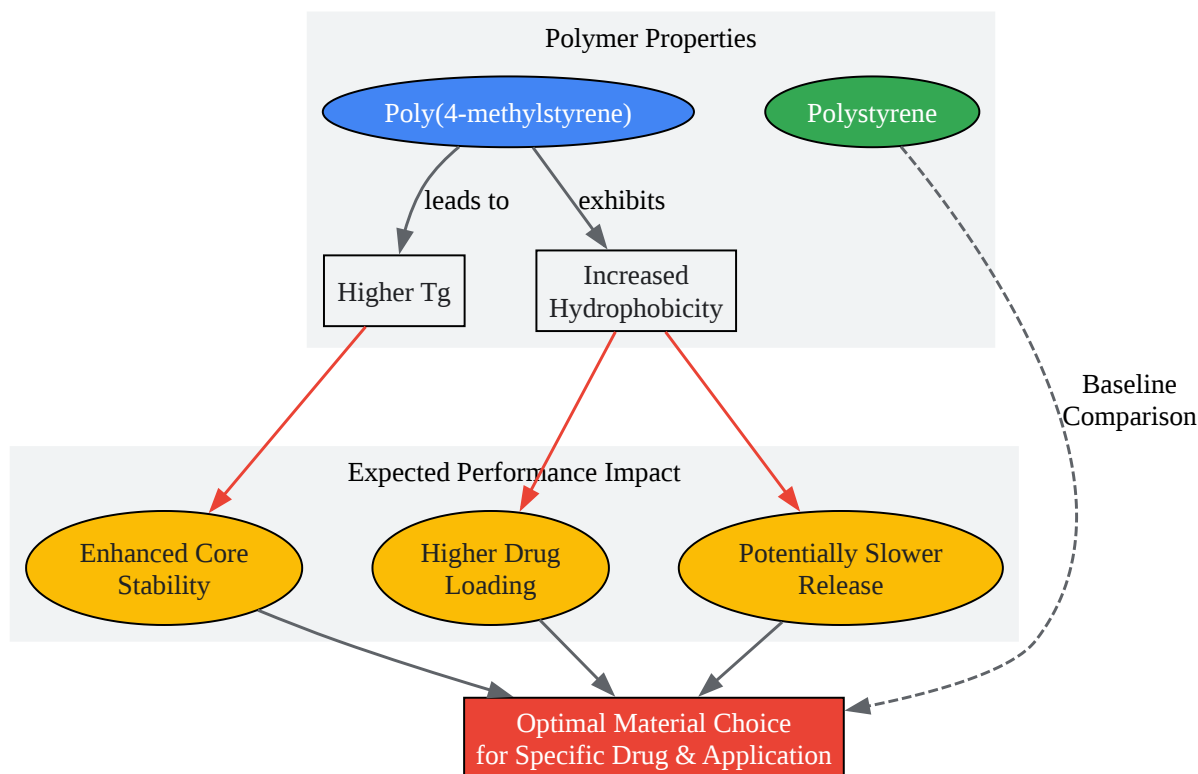 Polymer Properties
Poly(4-methylstyrene)
Polystyrene
leads to
exhibits
Higher Tg
Increased
Hydrophobicity
Baseline
Comparison
Expected Performance Impact
Enhanced Core
Stability
Higher Drug
Loading
Potentially Slower
Release
Optimal Material Choice
for Specific Drug & Application